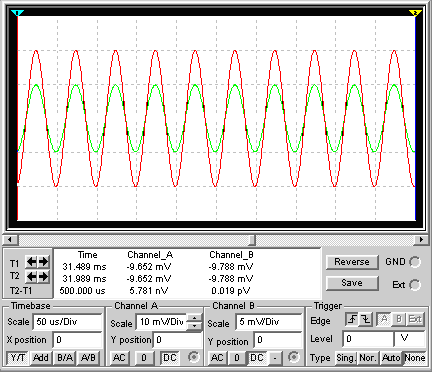 1 2
Time Channel_A Channel_B
T1 31.489 ms -9.652 mV -9.788 mV
T2 31.989 ms -9.652 mV -9.788 mV
T2-T1 500.000 us 5.781 nV 0.019 pV
Reverse GND
Save Ext
Timebase Channel A Channel B Trigger
Scale 50 us/Div Scale 10 mV/Div Scale 5 mV/Div Edge A B Ext
X position 0 Y position 0 Y position 0 Level 0 V
Y/T Add B/A A/B AC 0 DC AC 0 DC - Type Sing. Nor. Auto None